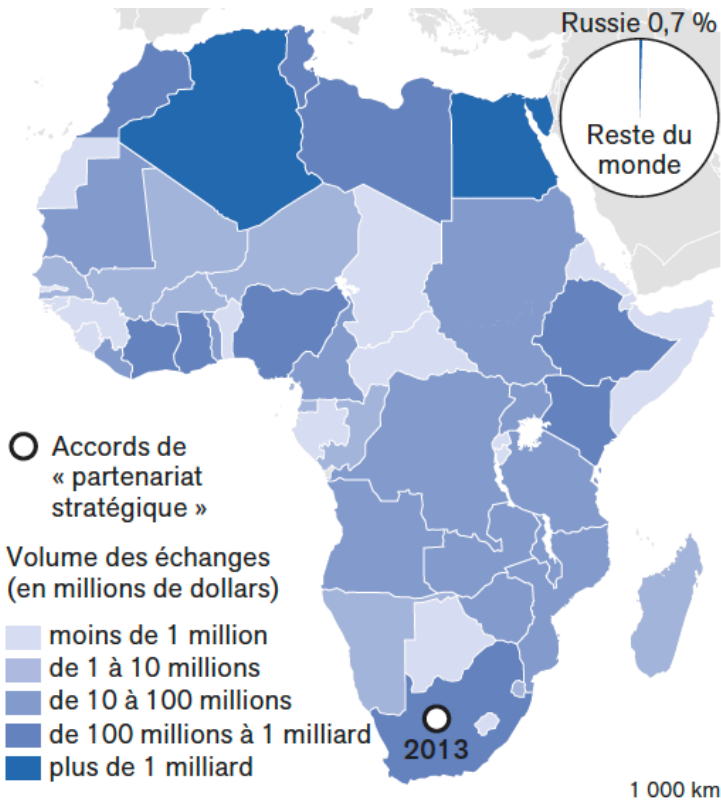 Russie 0,7 %
Reste du
monde
Accords de
« partenariat
stratégique »
Volume des échanges
(en millions de dollars)
moins de 1 million
de 1 à 10 millions
de 10 à 100 millions
de 100 millions à 1 milliard
plus de 1 milliard
2013
1 000 km